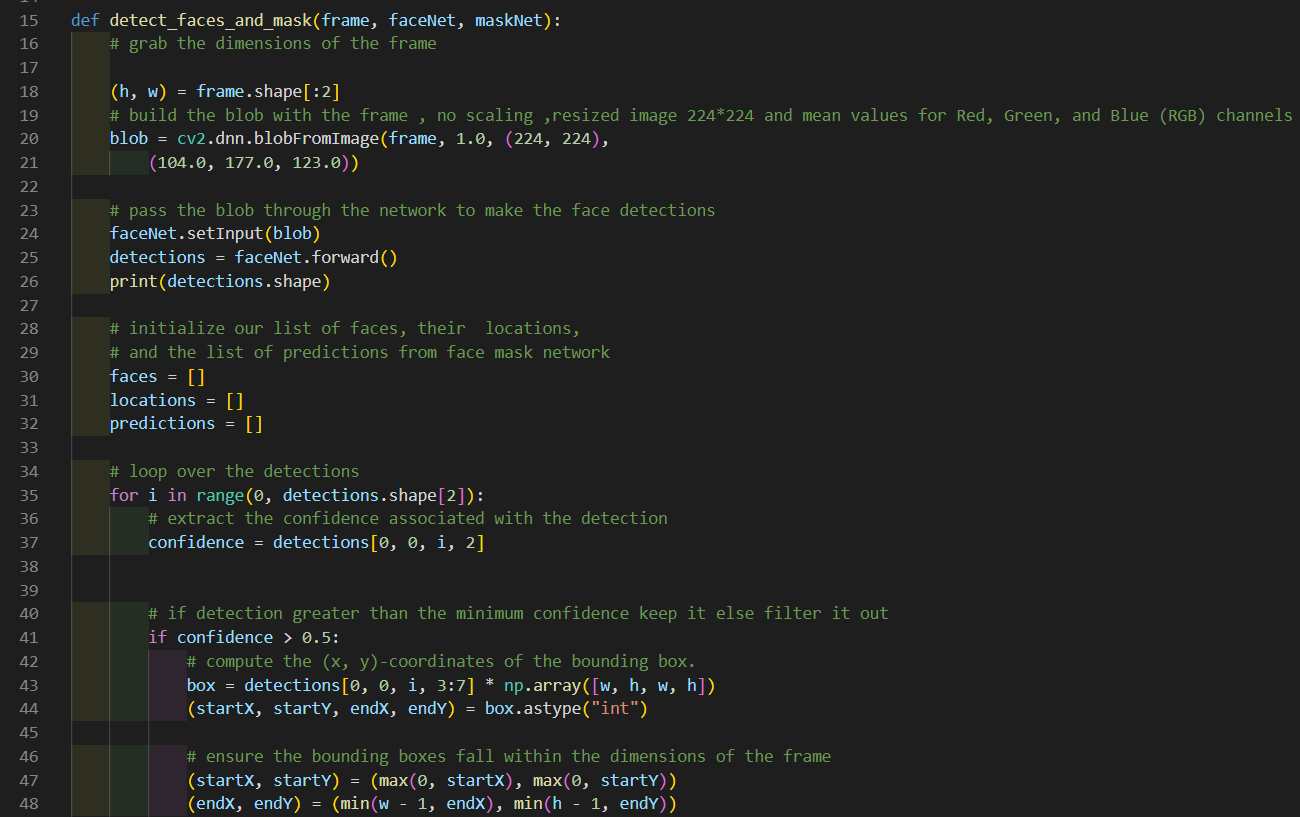 15 def detect_faces_and_mask(frame, faceNet, maskNet):
16     # grab the dimensions of the frame
17
18     (h, w) = frame.shape[:2]
19     # build the blob with the frame , no scaling ,resized image 224*224 and mean values for Red, Green, and Blue (RGB) channels
20     blob = cv2.dnn.blobFromImage(frame, 1.0, (224, 224),
21         (104.0, 177.0, 123.0))
22
23     # pass the blob through the network to make the face detections
24     faceNet.setInput(blob)
25     detections = faceNet.forward()
26     print(detections.shape)
27
28     # initialize our list of faces, their  locations,
29     # and the list of predictions from face mask network
30     faces = []
31     locations = []
32     predictions = []
33
34     # loop over the detections
35     for i in range(0, detections.shape[2]):
36         # extract the confidence associated with the detection
37         confidence = detections[0, 0, i, 2]
38
39
40         # if detection greater than the minimum confidence keep it else filter it out
41         if confidence > 0.5:
42             # compute the (x, y)-coordinates of the bounding box.
43             box = detections[0, 0, i, 3:7] * np.array([w, h, w, h])
44             (startX, startY, endX, endY) = box.astype("int")
45
46             # ensure the bounding boxes fall within the dimensions of the frame
47             (startX, startY) = (max(0, startX), max(0, startY))
48             (endX, endY) = (min(w - 1, endX), min(h - 1, endY))